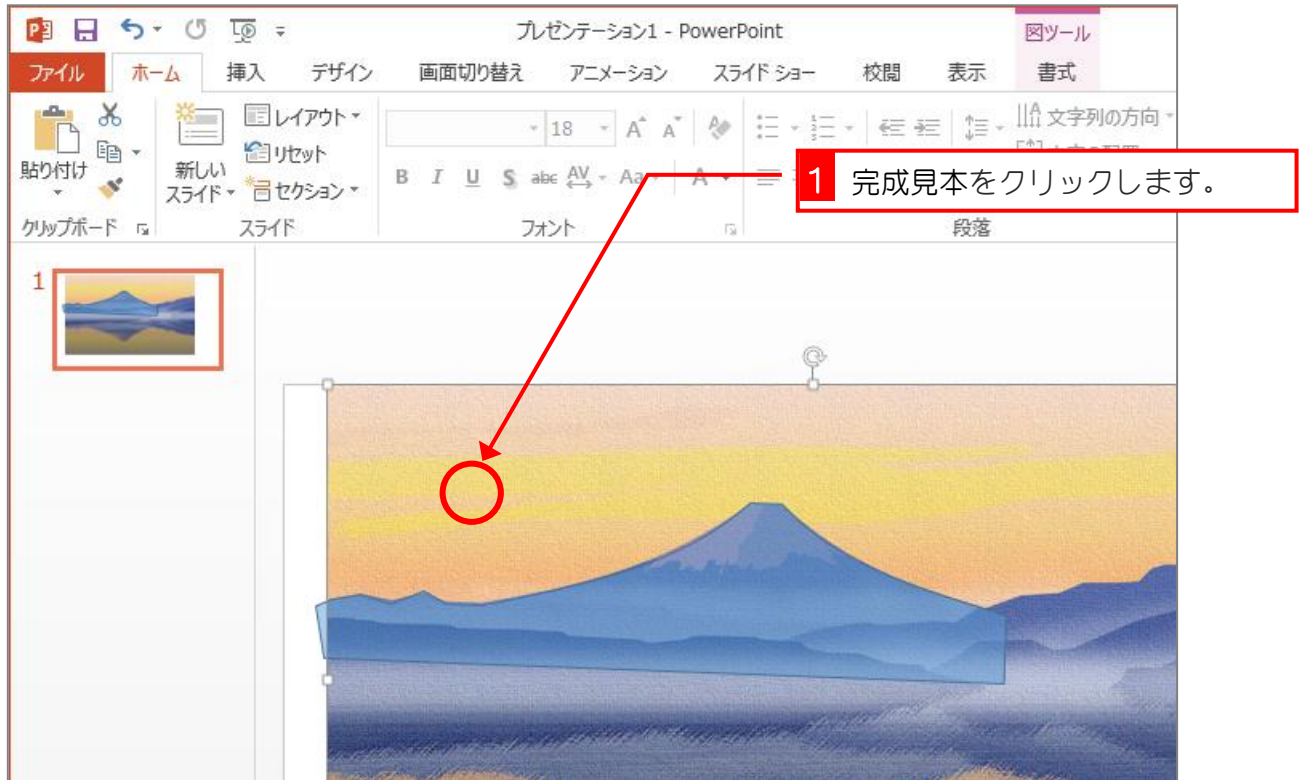 プレゼンテーション1 - PowerPoint
図ツール
ファイル
ホーム
挿入
デザイン
画面切り替え
アニメーション
スライド ショー
校閲
表示
書式
貼り付け
新しい
スライド
レイアウト
リセット
セクション
18
A A
B I U S abc AV Aa A
文字列の方向
1 完成見本をクリックします。
クリップボード
スライド
フォント
段落
1